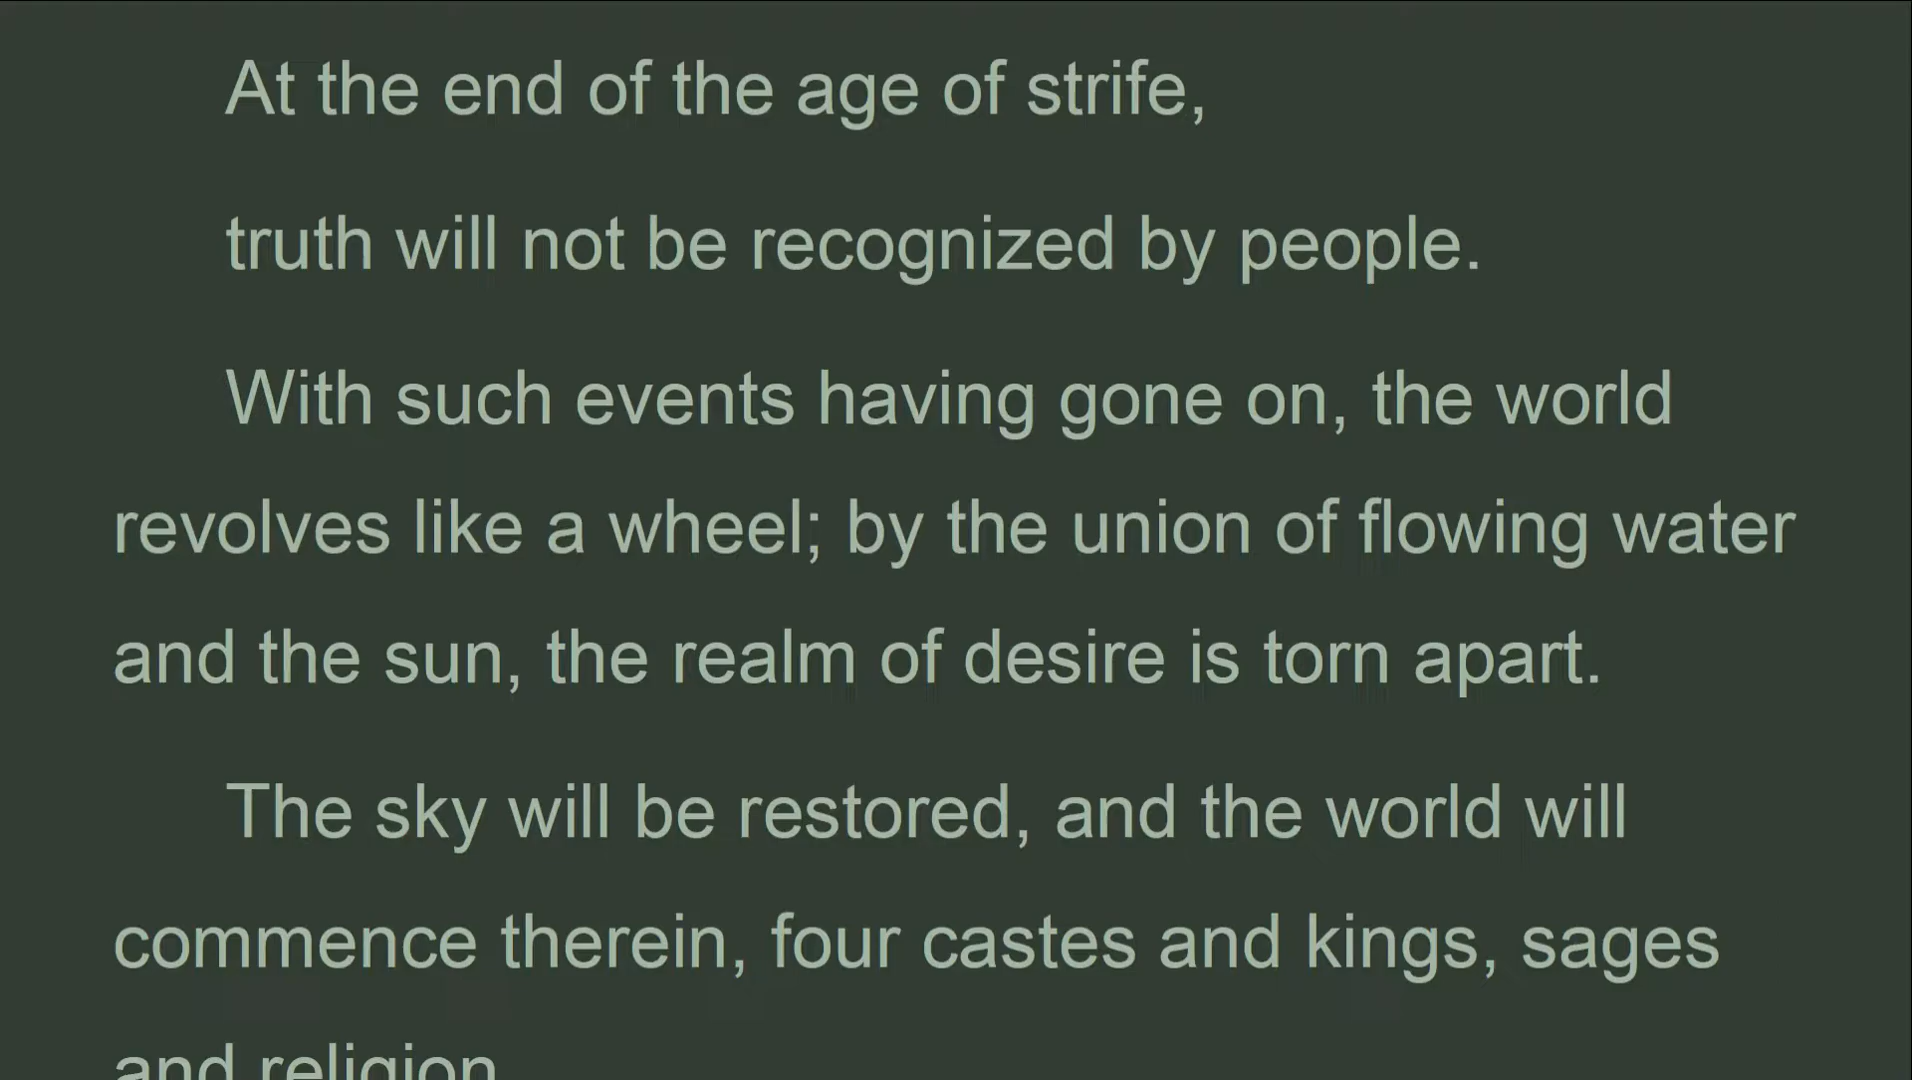 At the end of the age of strife,
truth will not be recognized by people.
With such events having gone on, the world
revolves like a wheel; by the union of flowing water
and the sun, the realm of desire is torn apart.
The sky will be restored, and the world will
commence therein, four castes and kings, sages
and religion